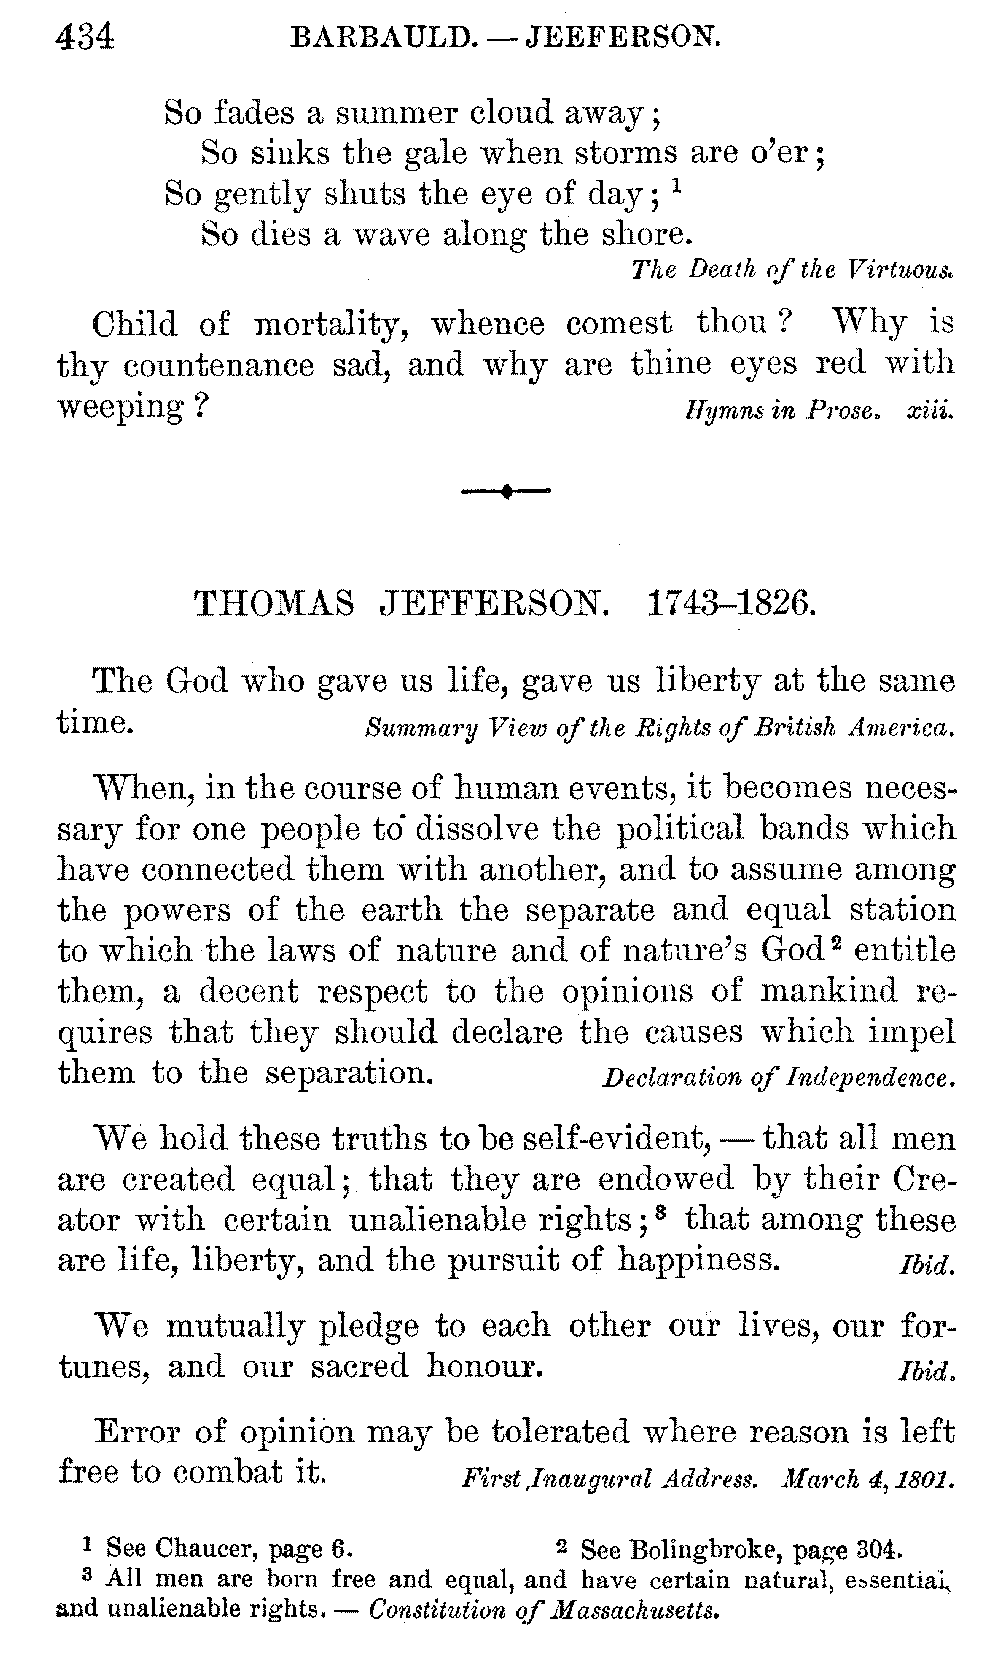 434 BARBAULD. — JEEFERSON.
So fades a summer cloud away;
So sinks the gale when storms are o'er;
So gently shuts the eye of day; ¹
So dies a wave along the shore.
The Death of the Virtuous.
Child of mortality, whence comest thou? Why is
thy countenance sad, and why are thine eyes red with
weeping? Hymns in Prose. xiii.
THOMAS JEFFERSON. 1743–1826.
The God who gave us life, gave us liberty at the same
time. Summary View of the Rights of British America.
When, in the course of human events, it becomes neces-
sary for one people to dissolve the political bands which
have connected them with another, and to assume among
the powers of the earth the separate and equal station
to which the laws of nature and of nature's God ² entitle
them, a decent respect to the opinions of mankind re-
quires that they should declare the causes which impel
them to the separation. Declaration of Independence.
We hold these truths to be self-evident, — that all men
are created equal; that they are endowed by their Cre-
ator with certain unalienable rights; ³ that among these
are life, liberty, and the pursuit of happiness. Ibid.
We mutually pledge to each other our lives, our for-
tunes, and our sacred honour. Ibid.
Error of opinion may be tolerated where reason is left
free to combat it. First Inaugural Address. March 4, 1801.
¹ See Chaucer, page 6. ² See Bolingbroke, page 304.
³ All men are born free and equal, and have certain natural, essential,
and unalienable rights. — Constitution of Massachusetts.